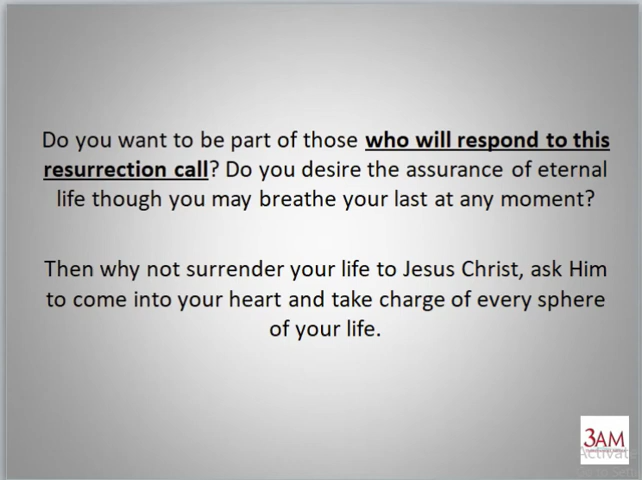 Do you want to be part of those who will respond to this
resurrection call? Do you desire the assurance of eternal
life though you may breathe your last at any moment?
Then why not surrender your life to Jesus Christ, ask Him
to come into your heart and take charge of every sphere
of your life.
3AM
Activate